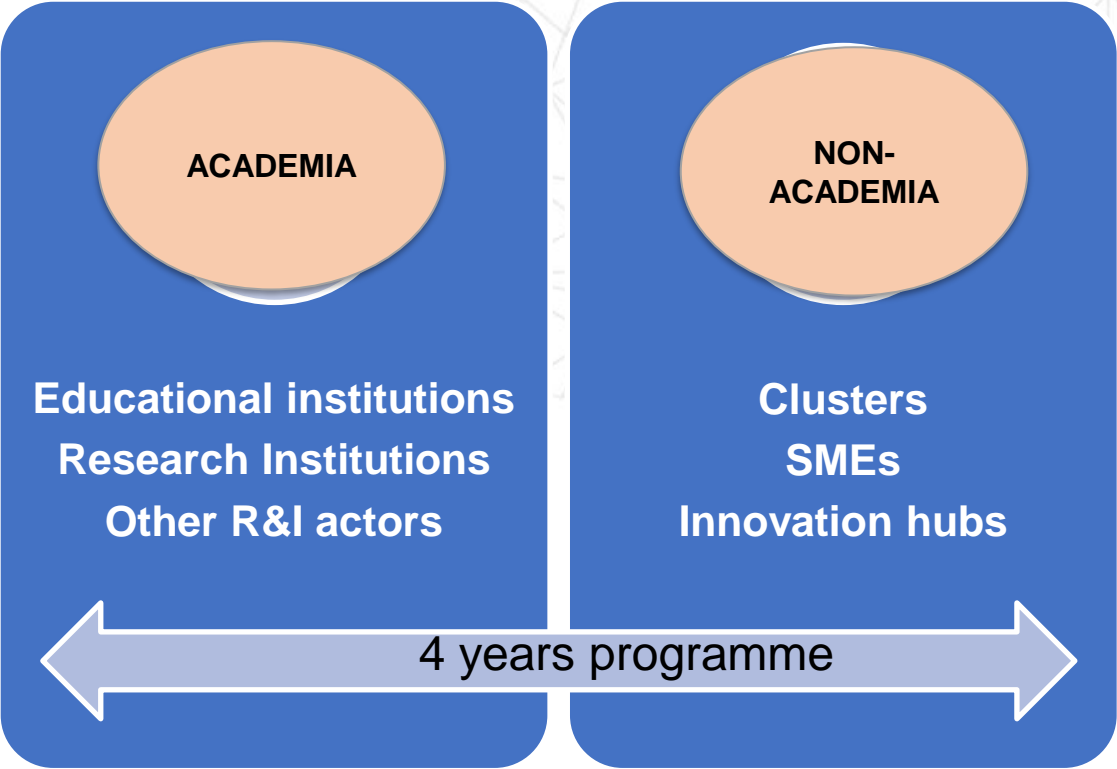 ACADEMIA
Educational institutions
Research Institutions
Other R&I actors
NON-
ACADEMIA
Clusters
SMEs
Innovation hubs
4 years programme